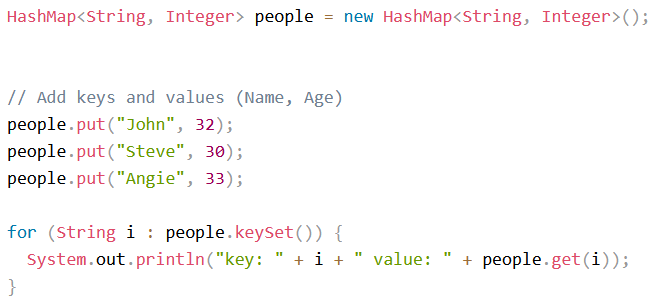 HashMap<String, Integer> people = new HashMap<String, Integer>();
// Add keys and values (Name, Age)
people.put("John", 32);
people.put("Steve", 30);
people.put("Angie", 33);
for (String i : people.keySet()) {
  System.out.println("key: " + i + " value: " + people.get(i));
}